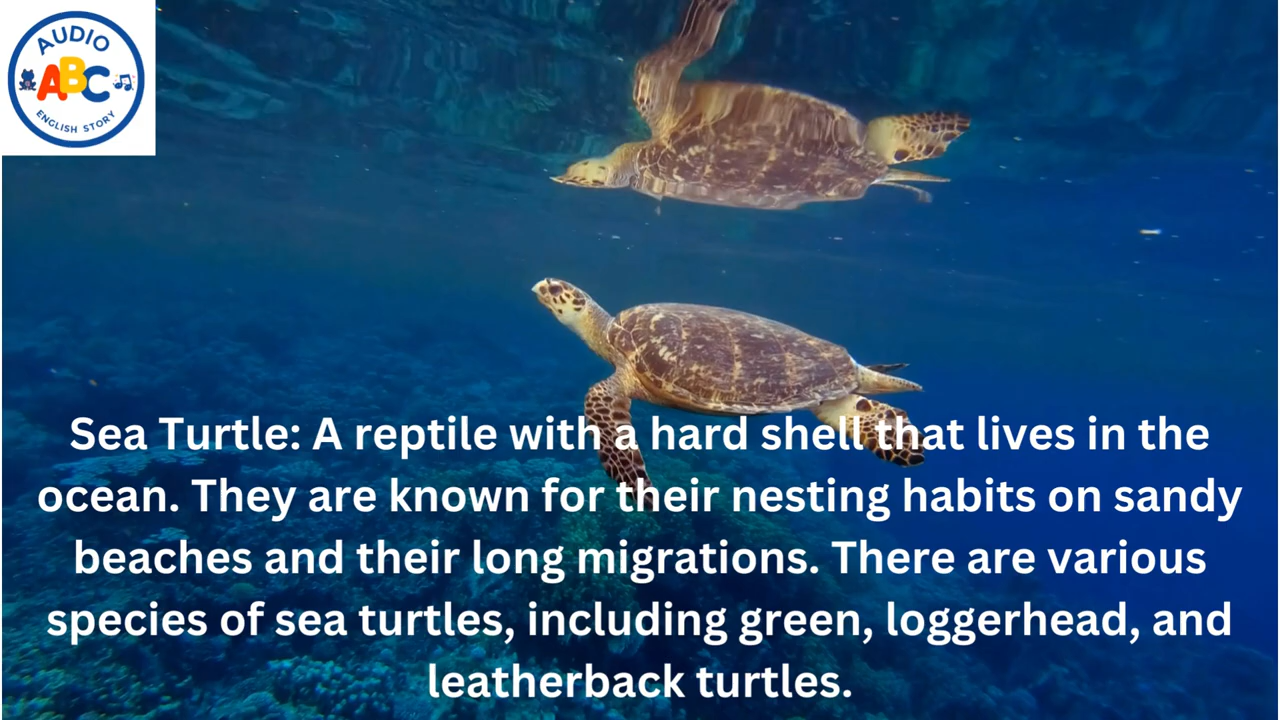 AUDIO
ABC
ENGLISH STORY
Sea Turtle: A reptile with a hard shell that lives in the
ocean. They are known for their nesting habits on sandy
beaches and their long migrations. There are various
species of sea turtles, including green, loggerhead, and
leatherback turtles.